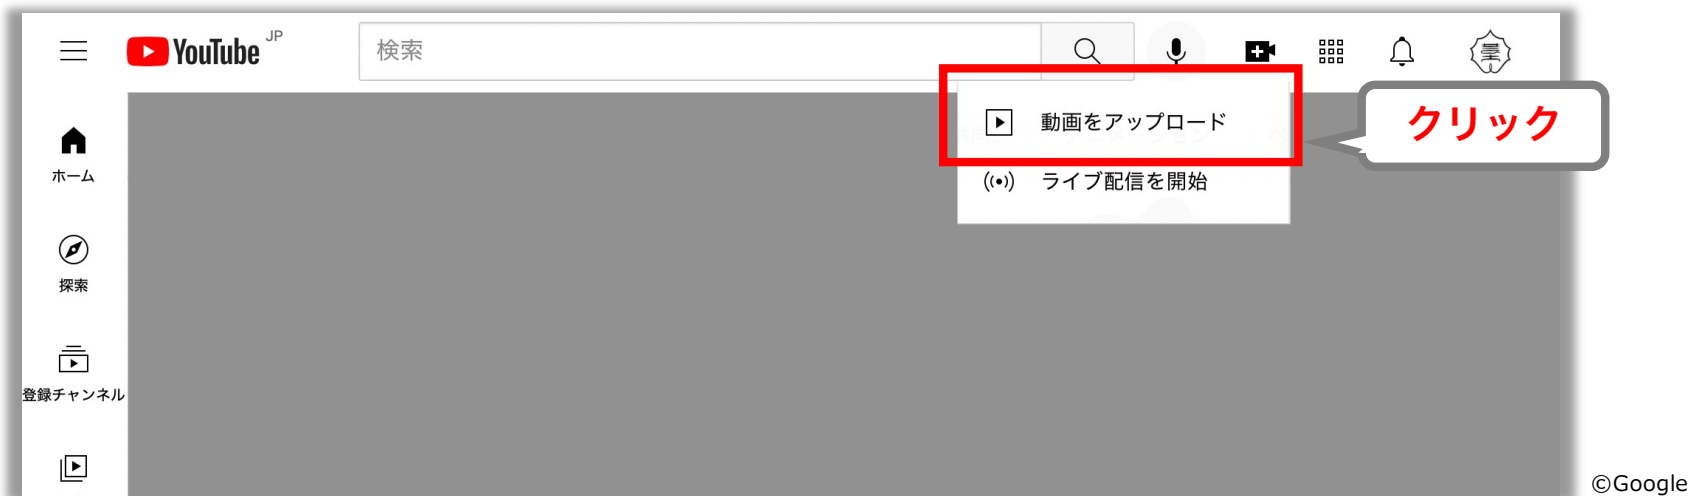 YouTube JP
検索
動画をアップロード
クリック
ライブ配信を開始
ホーム
探索
登録チャンネル
©Google